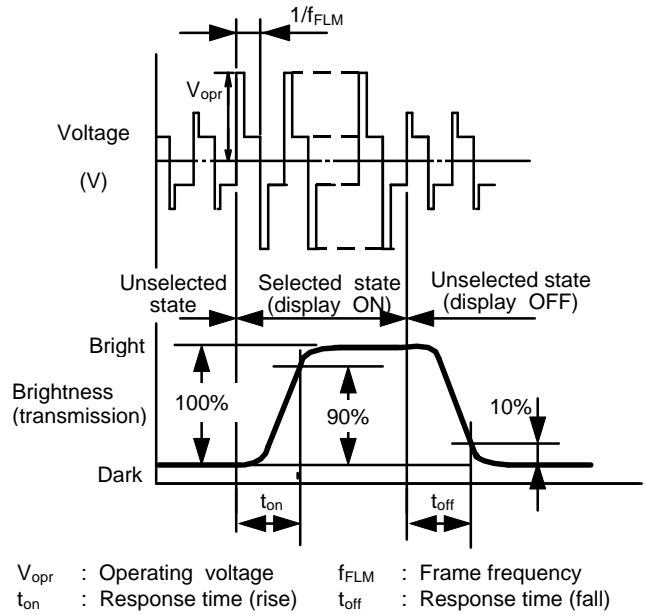 1/fFLM
Vopr
Voltage
(V)
Unselected
state
Selected state
(display ON)
Unselected state
(display OFF)
Bright
Brightness
(transmission)
100%
90%
10%
Dark
ton
toff
Vopr : Operating voltage fFLM : Frame frequency
ton : Response time (rise) toff : Response time (fall)